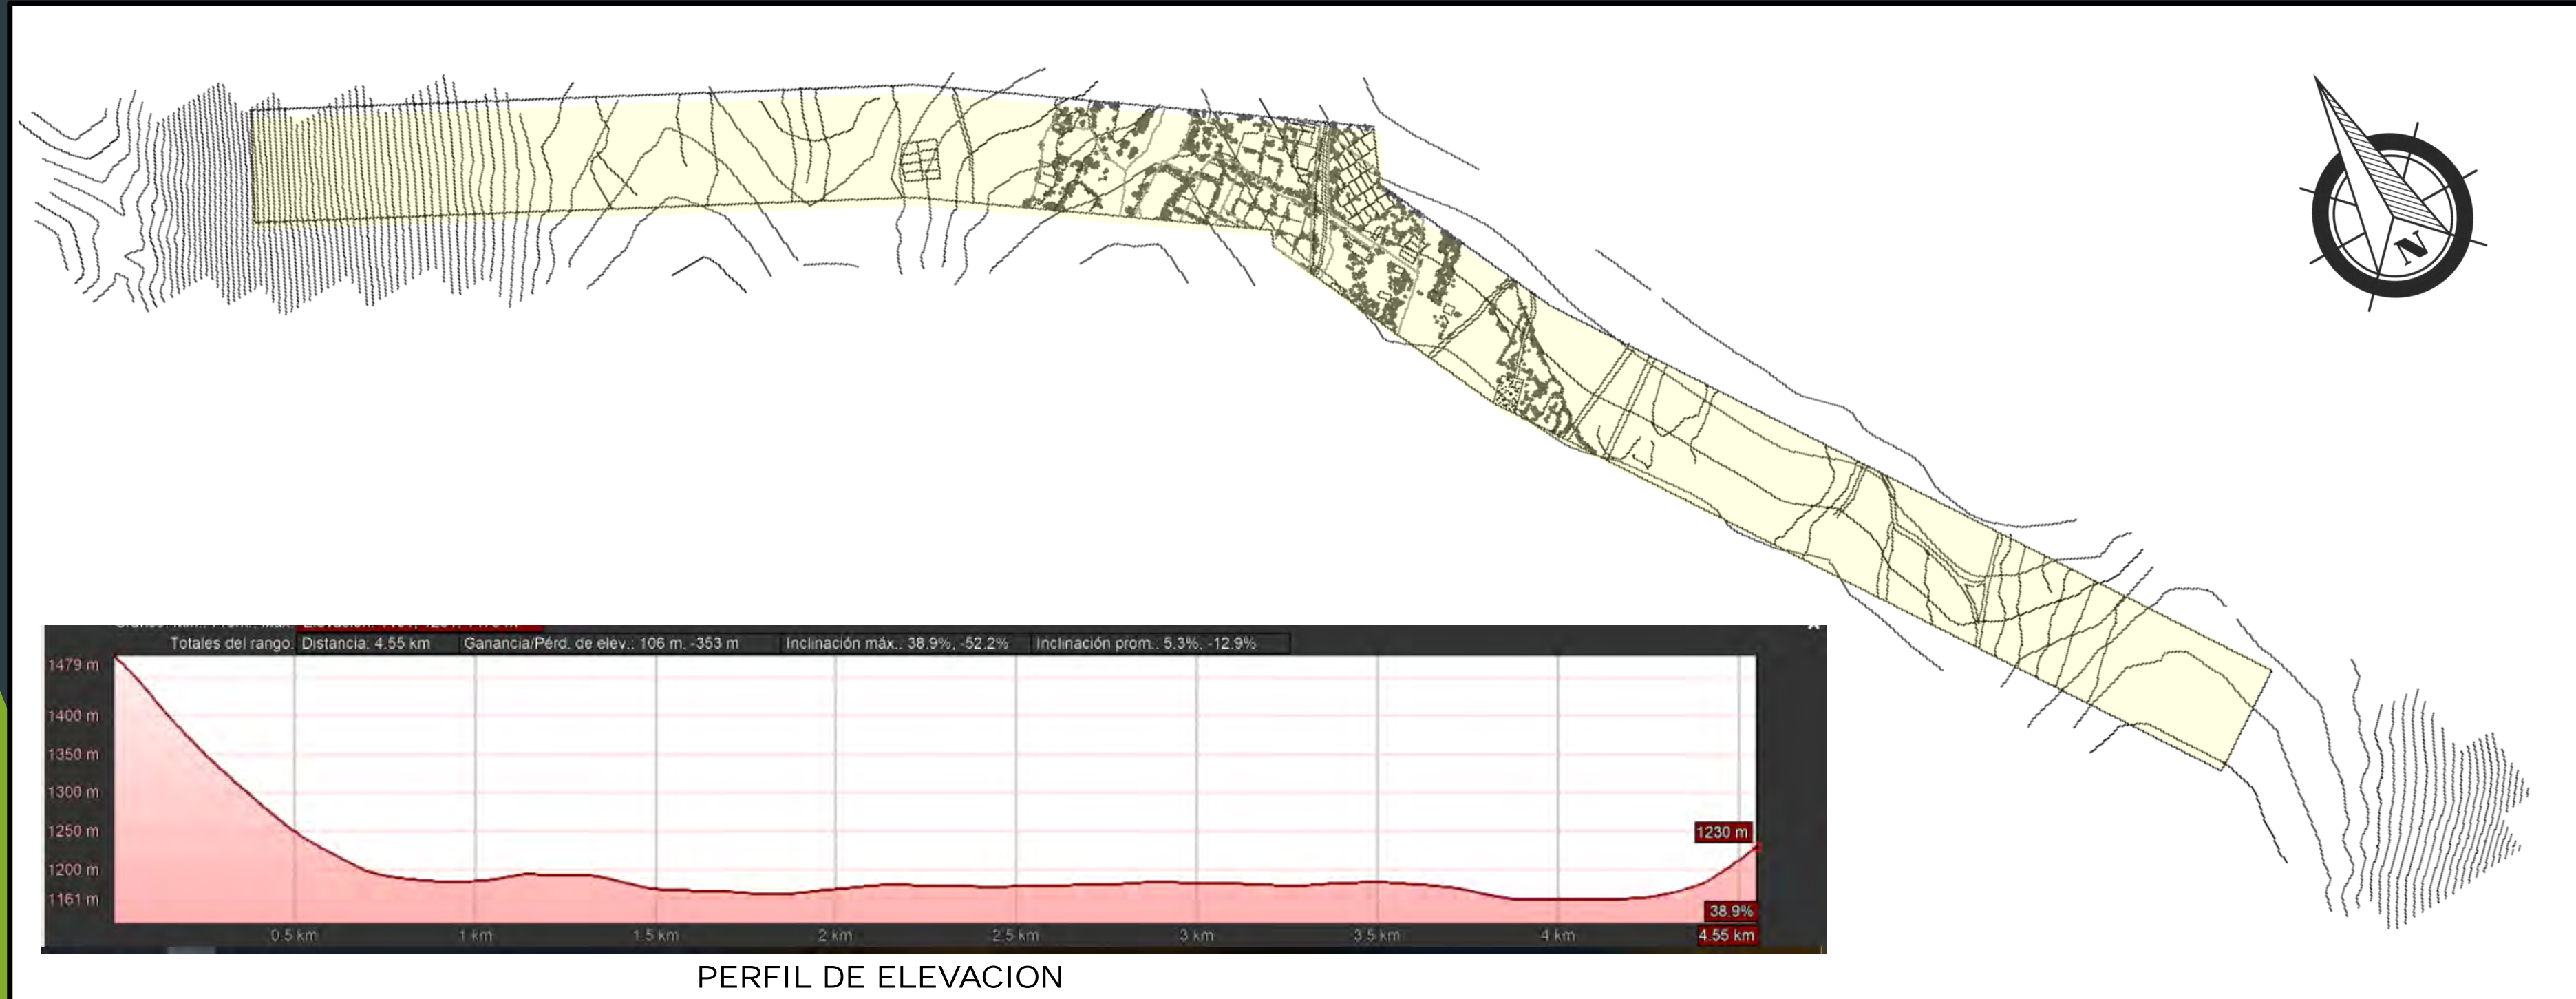 N
Totales del rango: Distancia: 4.55 km Ganancia/Pérd. de elev.: 106 m, -353 m Inclinación máx.: 38.9%, -52.2% Inclinación prom.: 5.3%, -12.9%
1479 m
1400 m
1350 m
1300 m
1250 m
1230 m
1200 m
1161 m
38.9%
0.5 km 1 km 1.5 km 2 km 2.5 km 3 km 3.5 km 4 km 4.55 km
PERFIL DE ELEVACION